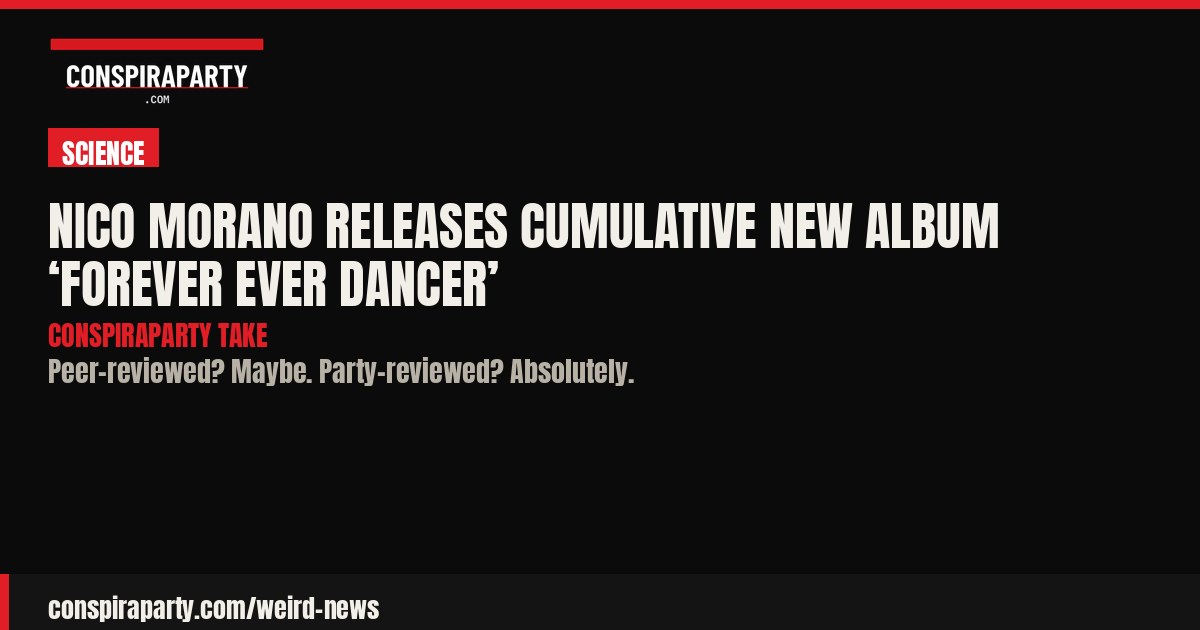 CONSPIRAPARTY
.COM
SCIENCE
NICO MORANO RELEASES CUMULATIVE NEW ALBUM
‘FOREVER EVER DANCER’
CONSPIRAPARTY TAKE
Peer-reviewed? Maybe. Party-reviewed? Absolutely.
conspiraparty.com/weird-news